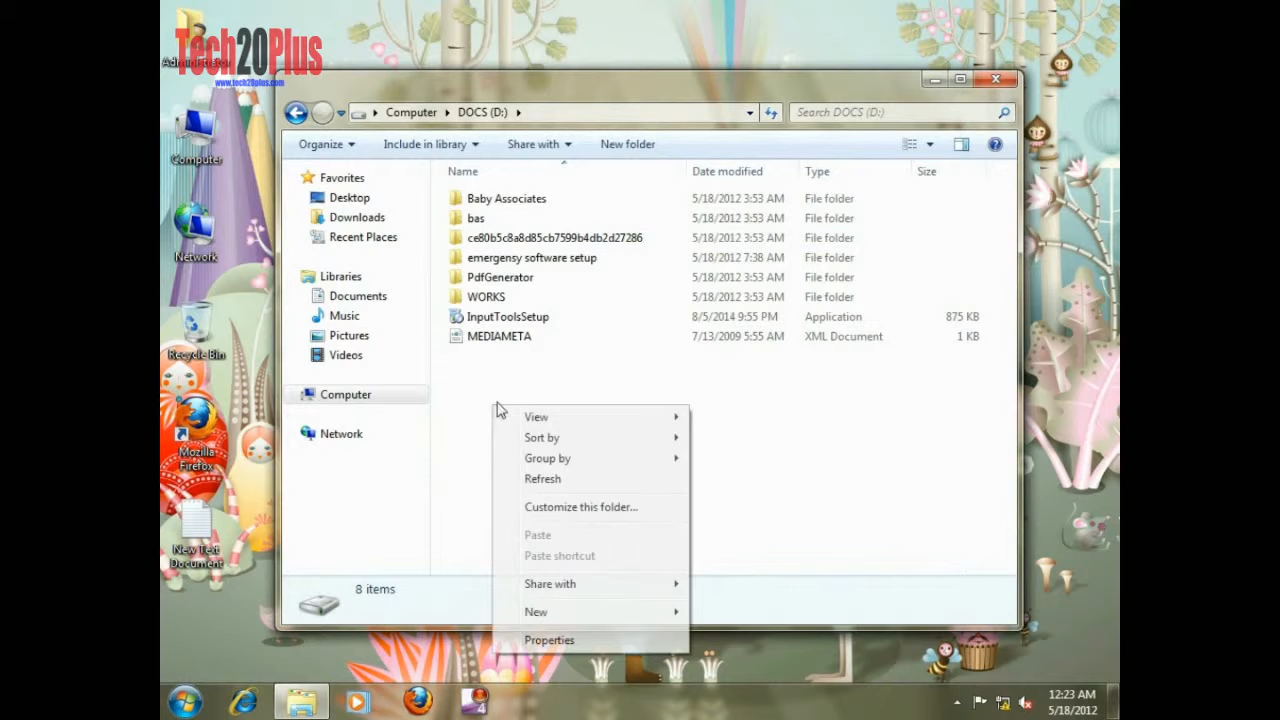 Administrator
Tech20Plus
www.tech20plus.com
Computer
DOCS (D:)
Search DOCS (D:)
Organize
Include in library
Share with
New folder
Name
Date modified
Type
Size
Favorites
Desktop
Downloads
Recent Places
Libraries
Documents
Music
Pictures
Videos
Computer
Network
Baby Associates 5/18/2012 3:53 AM File folder
bas 5/18/2012 3:53 AM File folder
ce80b5c8a8d85cb7599b4db2d27286 5/18/2012 3:53 AM File folder
emergensy software setup 5/18/2012 7:38 AM File folder
PdfGenerator 5/18/2012 3:53 AM File folder
WORKS 5/18/2012 3:53 AM File folder
InputToolsSetup 8/5/2014 9:55 PM Application 875 KB
MEDIAMETA 7/13/2009 5:55 AM XML Document 1 KB
View
Sort by
Group by
Refresh
Customize this folder...
Paste
Paste shortcut
Share with
New
Properties
8 items
Computer
Network
Recycle Bin
Mozilla
Firefox
New Text
Document
4
12:23 AM
5/18/2012